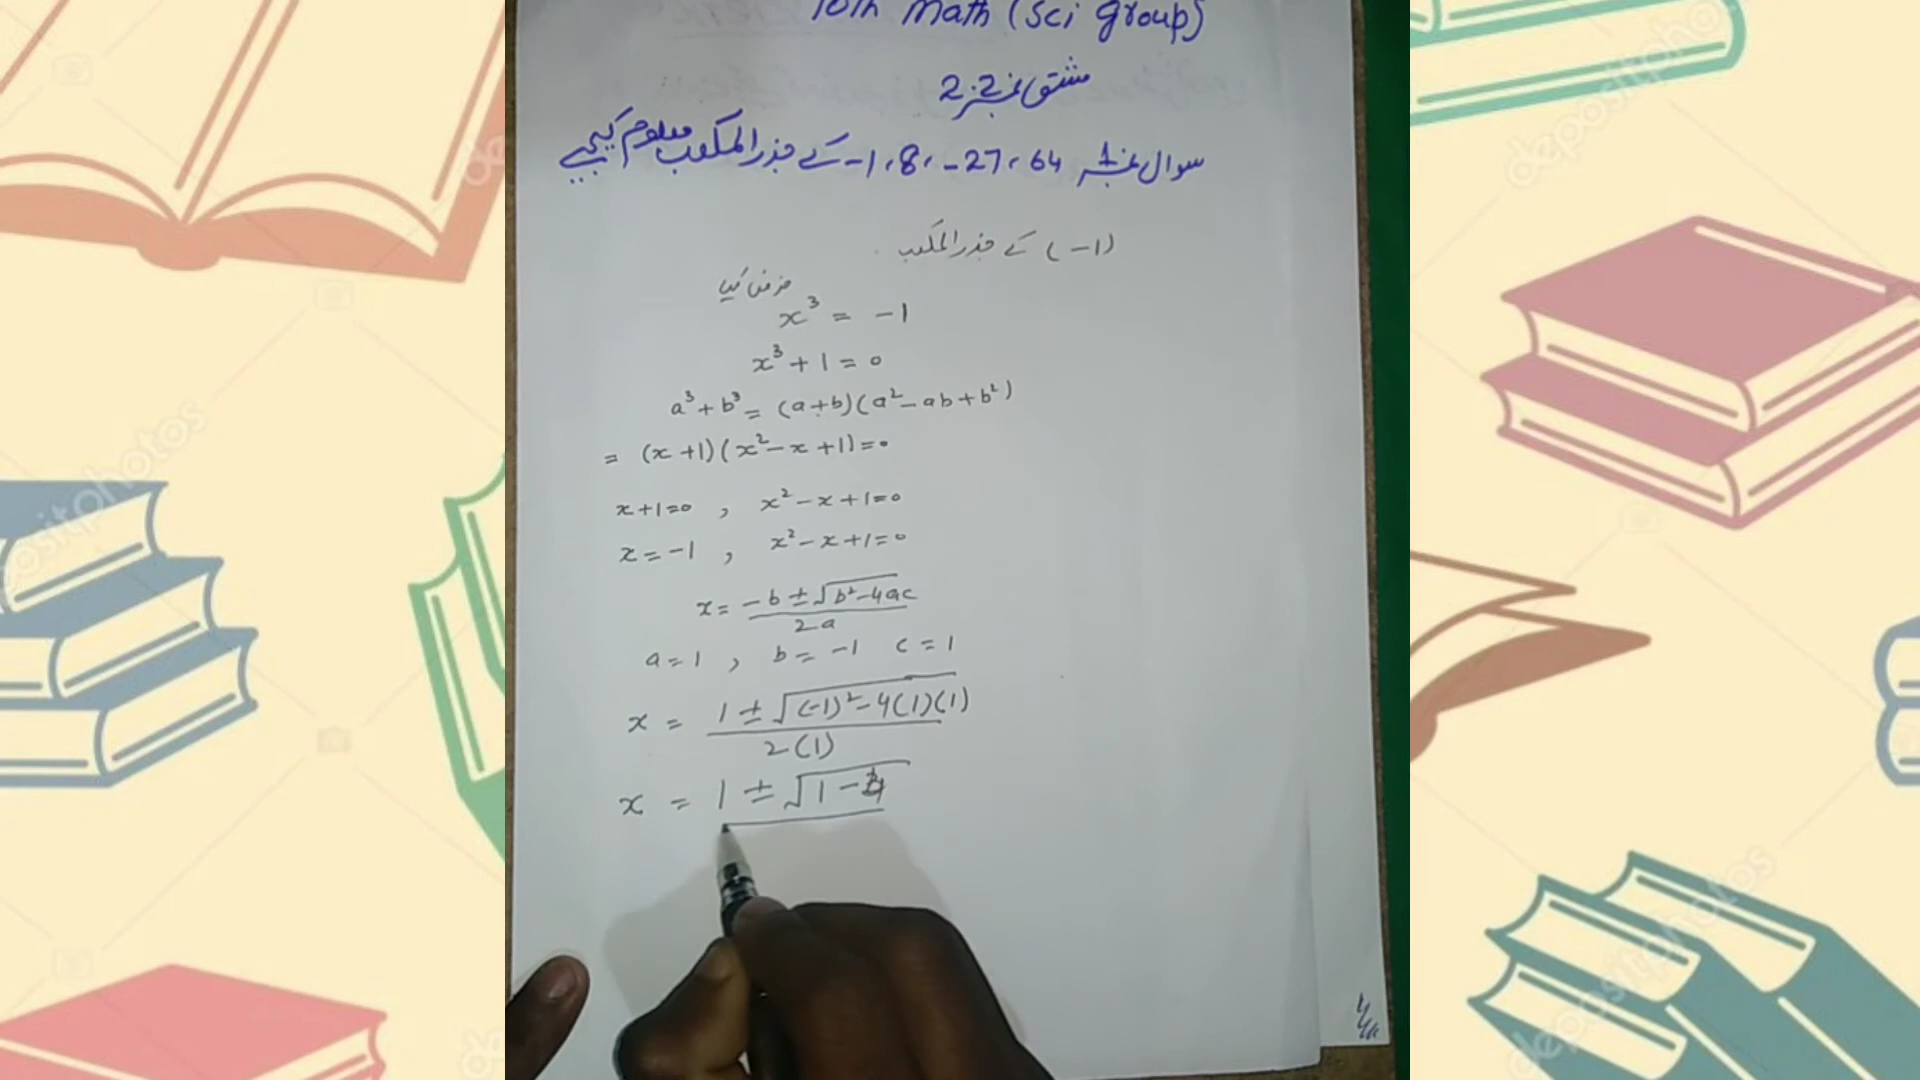 10th Math (Sci Group)
مشق نمبر 2.2
سوال نمبر 1 64، 27-، 8، 1- کے جذرالمکعب معلوم کیجیے
(-1) کے جذرالمکعب
فرض کیا
x³ = -1
x³ + 1 = 0
a³ + b³ = (a+b)(a² - ab + b²)
= (x +1)(x² - x +1) = 0
x+1=0 , x² - x +1=0
x = -1 , x² - x +1=0
x = (-b ± √(b² - 4ac)) / 2a
a = 1 , b = -1 c = 1
x = (1 ± √((-1)² - 4(1)(1))) / 2(1)
x = 1 ± √(1 - 4)
depositphotos